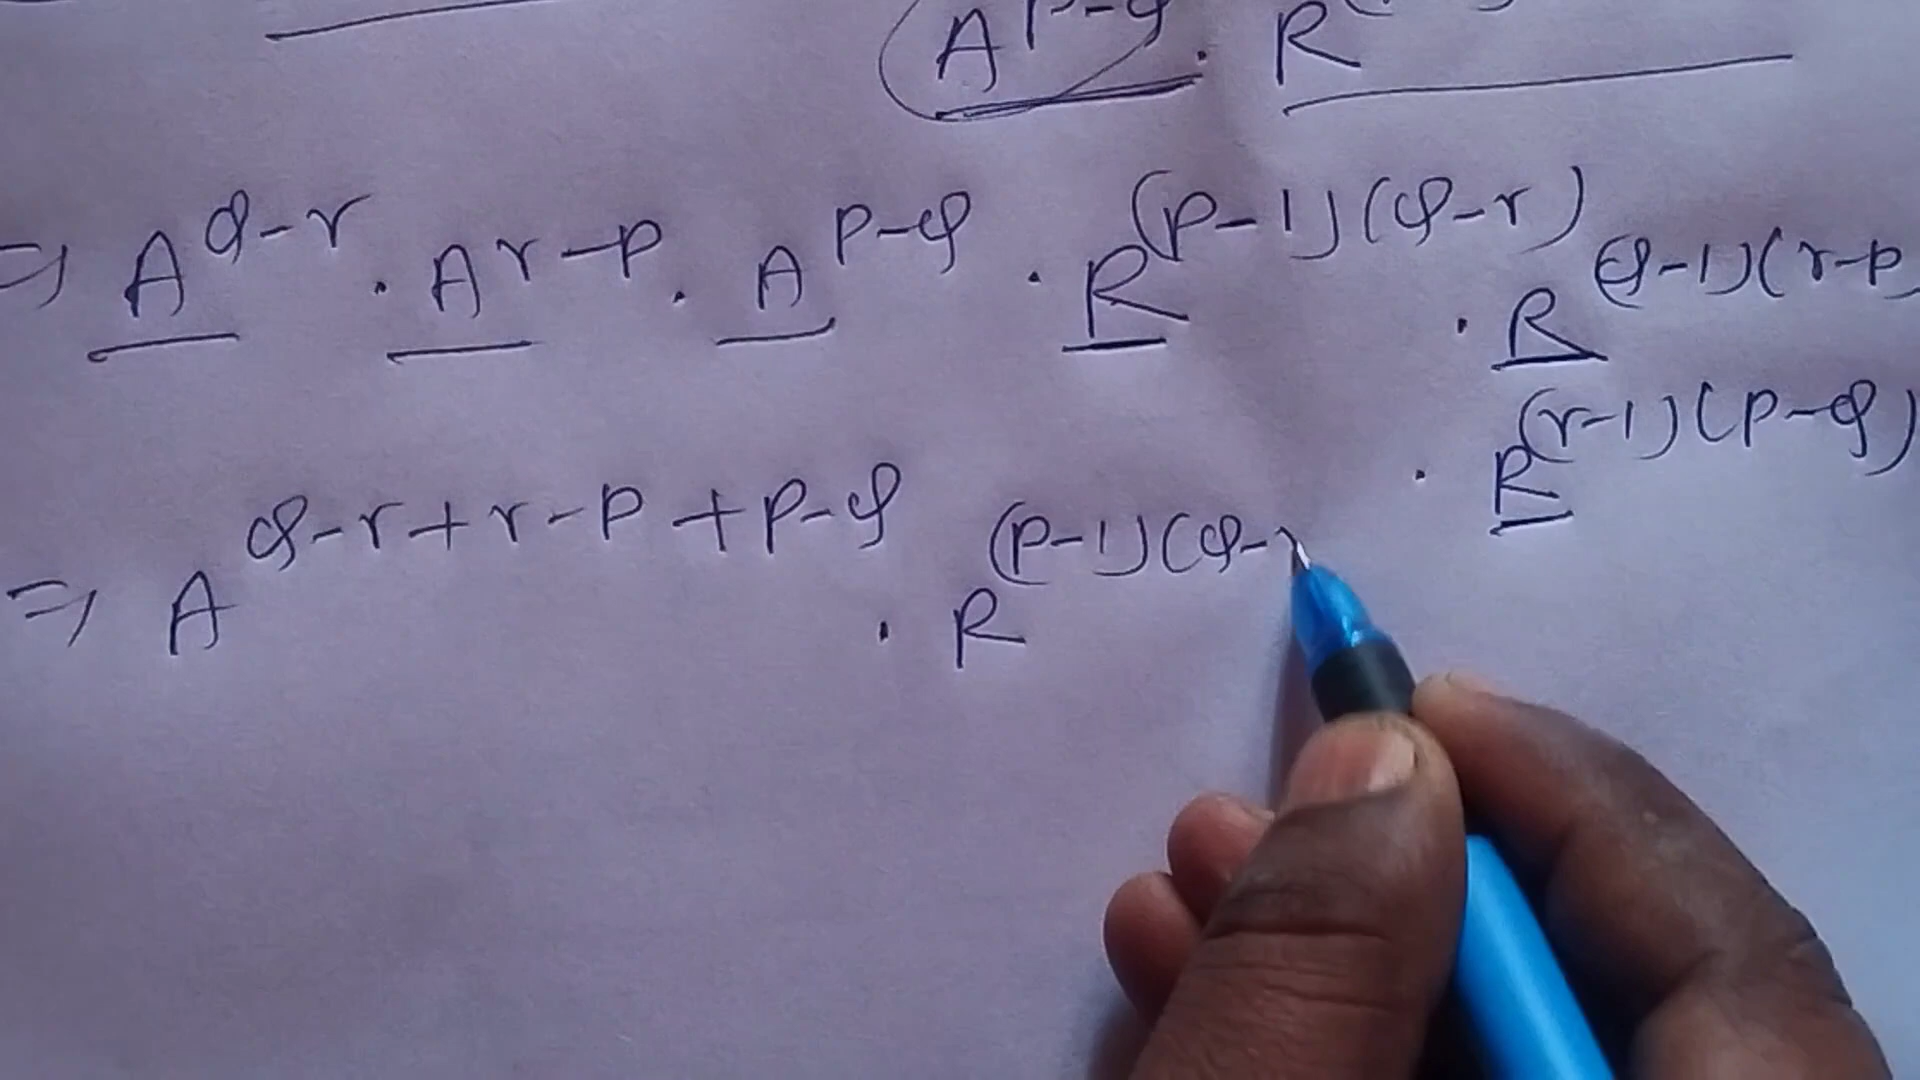 A^{p-q} . R
⇒ A^{q-r} . A^{r-p} . A^{p-q} . R^{(p-1)(q-r)} . R^{(q-1)(r-p)}
. R^{(r-1)(p-q)}
⇒ A^{q-r+r-p+p-q} . R^{(p-1)(q-